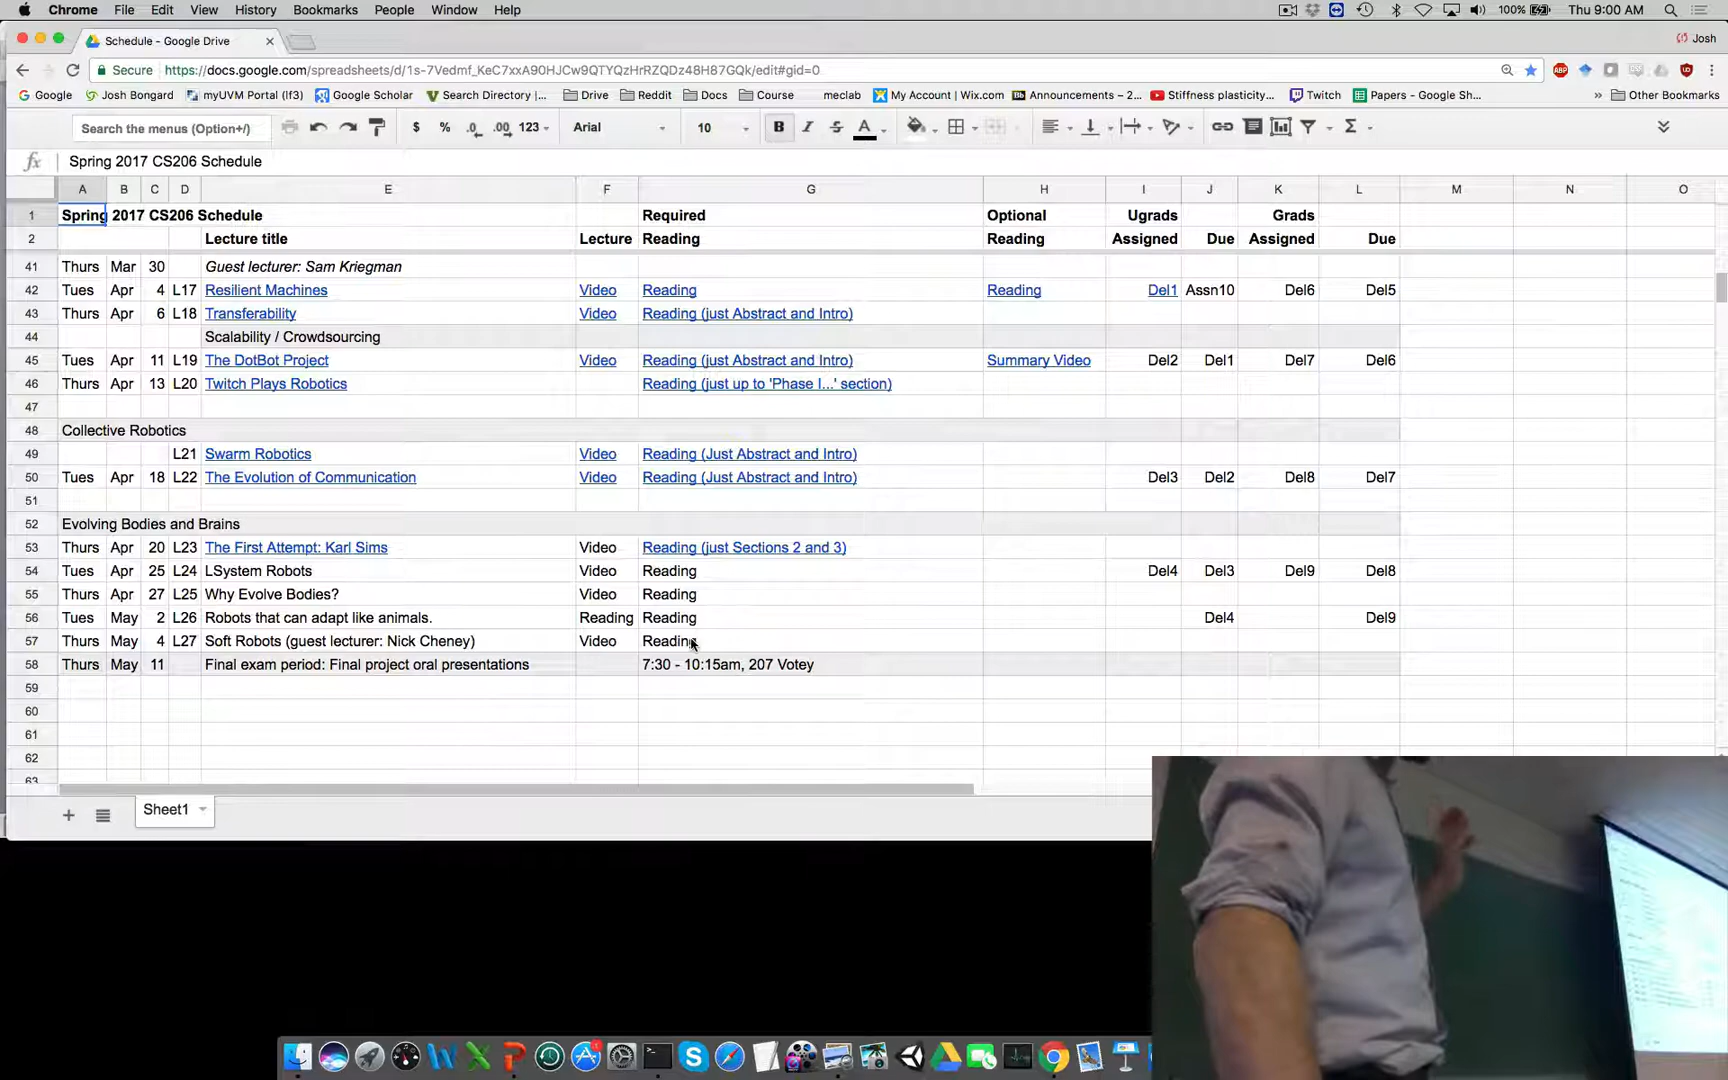 Chrome File Edit View History Bookmarks People Window Help 100% Thu 9:00 AM
Schedule - Google Drive Josh
Secure https://docs.google.com/spreadsheets/d/1s-7Vedmf_KeC7xxA90HJCw9QTYQzHrRZQDz48H87GQk/edit#gid=0
Google Josh Bongard myUVM Portal (lf3) Google Scholar Search Directory |... Drive Reddit Docs Course meclab My Account | Wix.com Announcements – 2... Stiffness plasticity... Twitch Papers - Google Sh... » Other Bookmarks
Search the menus (Option+/) $ % .0 .00 123 Arial 10 B I S A
fx Spring 2017 CS206 Schedule
A B C D E F G H I J K L M N O
1 Spring 2017 CS206 Schedule Required Optional Ugrads Grads
2 Lecture title Lecture Reading Reading Assigned Due Assigned Due
41 Thurs Mar 30 Guest lecturer: Sam Kriegman
42 Tues Apr 4 L17 Resilient Machines Video Reading Reading Del1 Assn10 Del6 Del5
43 Thurs Apr 6 L18 Transferability Video Reading (just Abstract and Intro)
44 Scalability / Crowdsourcing
45 Tues Apr 11 L19 The DotBot Project Video Reading (just Abstract and Intro) Summary Video Del2 Del1 Del7 Del6
46 Thurs Apr 13 L20 Twitch Plays Robotics Reading (just up to 'Phase I...' section)
47
48 Collective Robotics
49 L21 Swarm Robotics Video Reading (Just Abstract and Intro)
50 Tues Apr 18 L22 The Evolution of Communication Video Reading (Just Abstract and Intro) Del3 Del2 Del8 Del7
51
52 Evolving Bodies and Brains
53 Thurs Apr 20 L23 The First Attempt: Karl Sims Video Reading (just Sections 2 and 3)
54 Tues Apr 25 L24 LSystem Robots Video Reading Del4 Del3 Del9 Del8
55 Thurs Apr 27 L25 Why Evolve Bodies? Video Reading
56 Tues May 2 L26 Robots that can adapt like animals. Reading Reading Del4 Del9
57 Thurs May 4 L27 Soft Robots (guest lecturer: Nick Cheney) Video Reading
58 Thurs May 11 Final exam period: Final project oral presentations 7:30 - 10:15am, 207 Votey
59
60
61
62
63
Sheet1